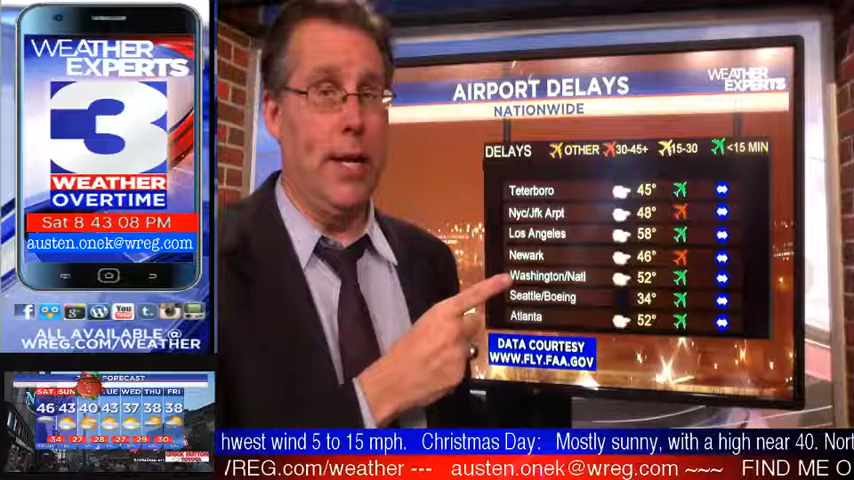 WEATHER
EXPERTS
3
WEATHER
OVERTIME
Sat 8 43 08 PM
austen.onek@wreg.com
You
Tube
ALL AVAILABLE @
WREG.COM/WEATHER
FORECAST
SAT SUN TUE WED THU FRI
46 43 40 43 37 38 38
34 27 28 27 29 30
AIRPORT DELAYS
NATIONWIDE
WEATHER
EXPERTS
DELAYS OTHER 30-45+ 15-30 <15 MIN
Teterboro 45°
Nyc/Jfk Arpt 48°
Los Angeles 58°
Newark 46°
Washington/Natl 52°
Seattle/Boeing 34°
Atlanta 52°
DATA COURTESY
WWW.FLY.FAA.GOV
hwest wind 5 to 15 mph. Christmas Day: Mostly sunny, with a high near 40. Nort
/REG.com/weather --- austen.onek@wreg.com ~~~ FIND ME O